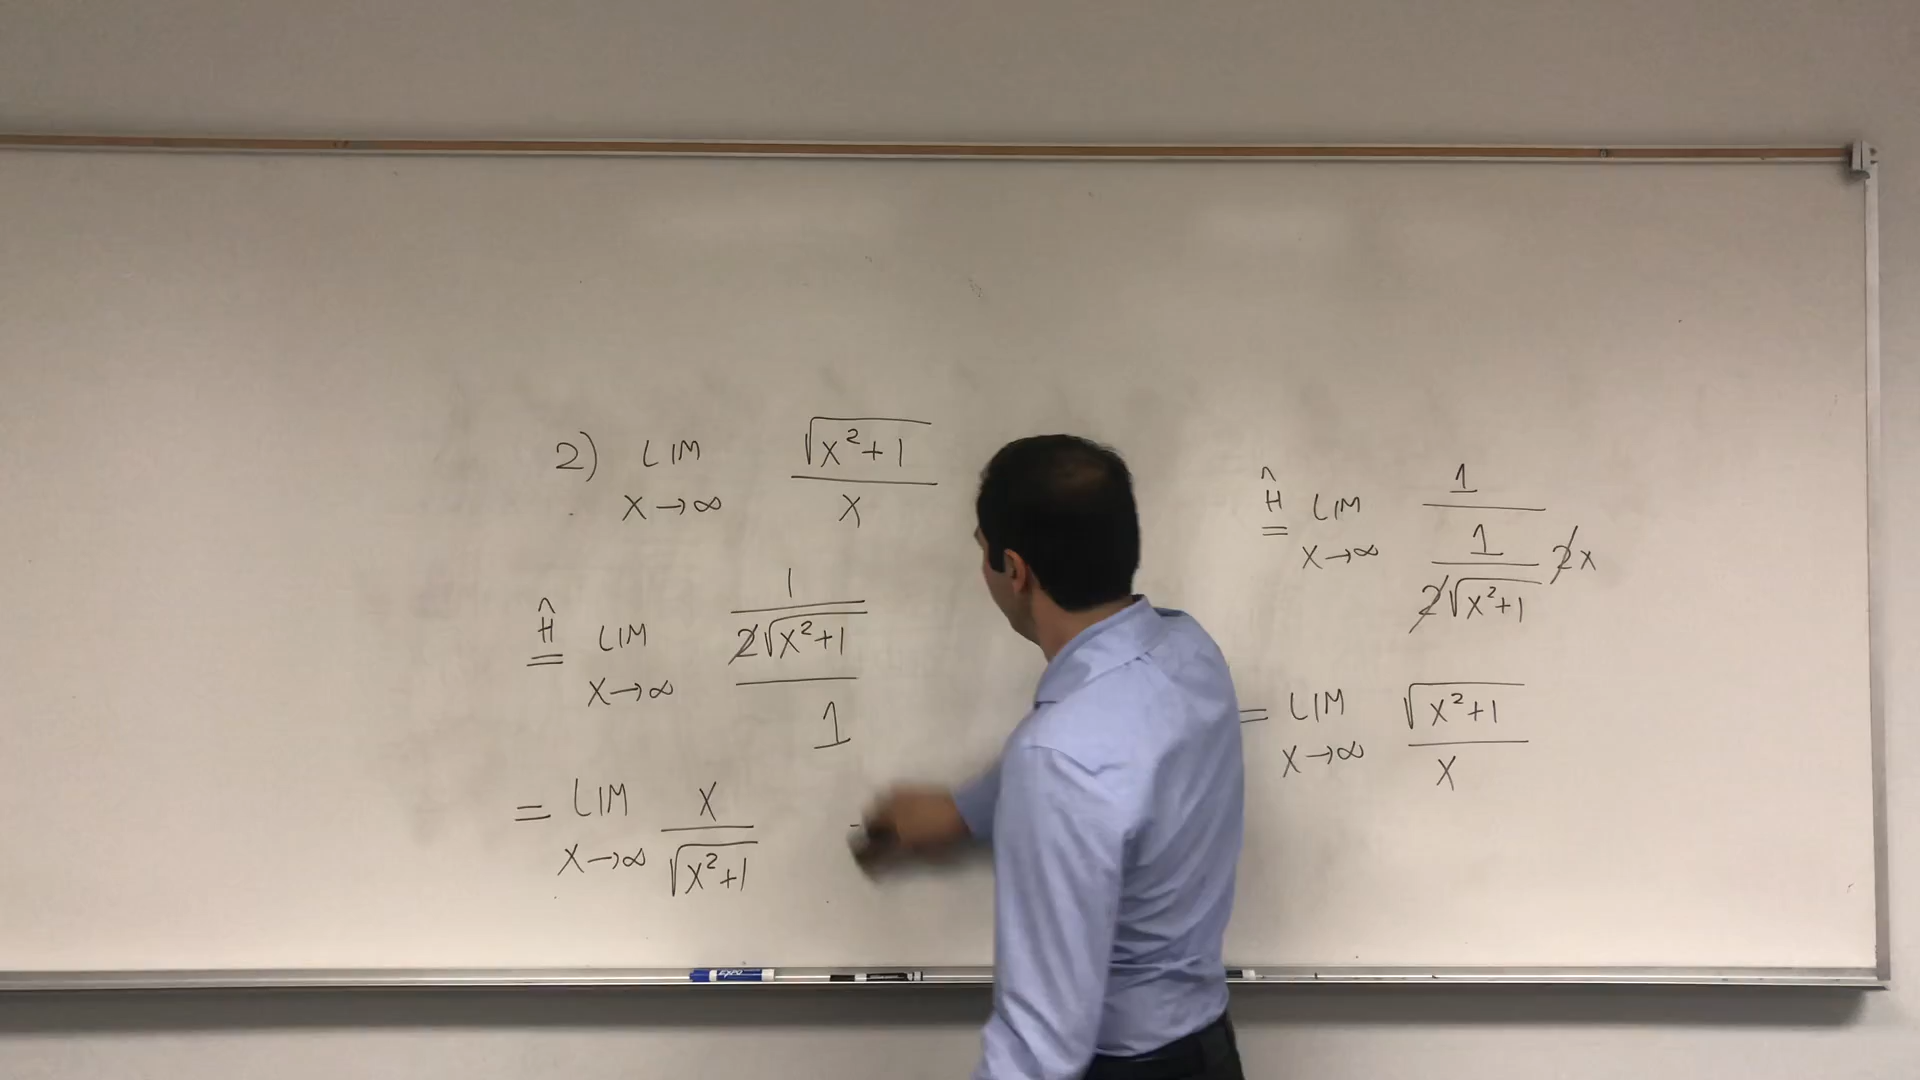 2) LIM x→∞ √(x²+1) / x
Ĥ= LIM x→∞ (1 / (2√(x²+1))) / 1
= LIM x→∞ x / √(x²+1)
Ĥ= LIM x→∞ 1 / ((1 / (2√(x²+1))) 2x)
= LIM x→∞ √(x²+1) / x
EXPO